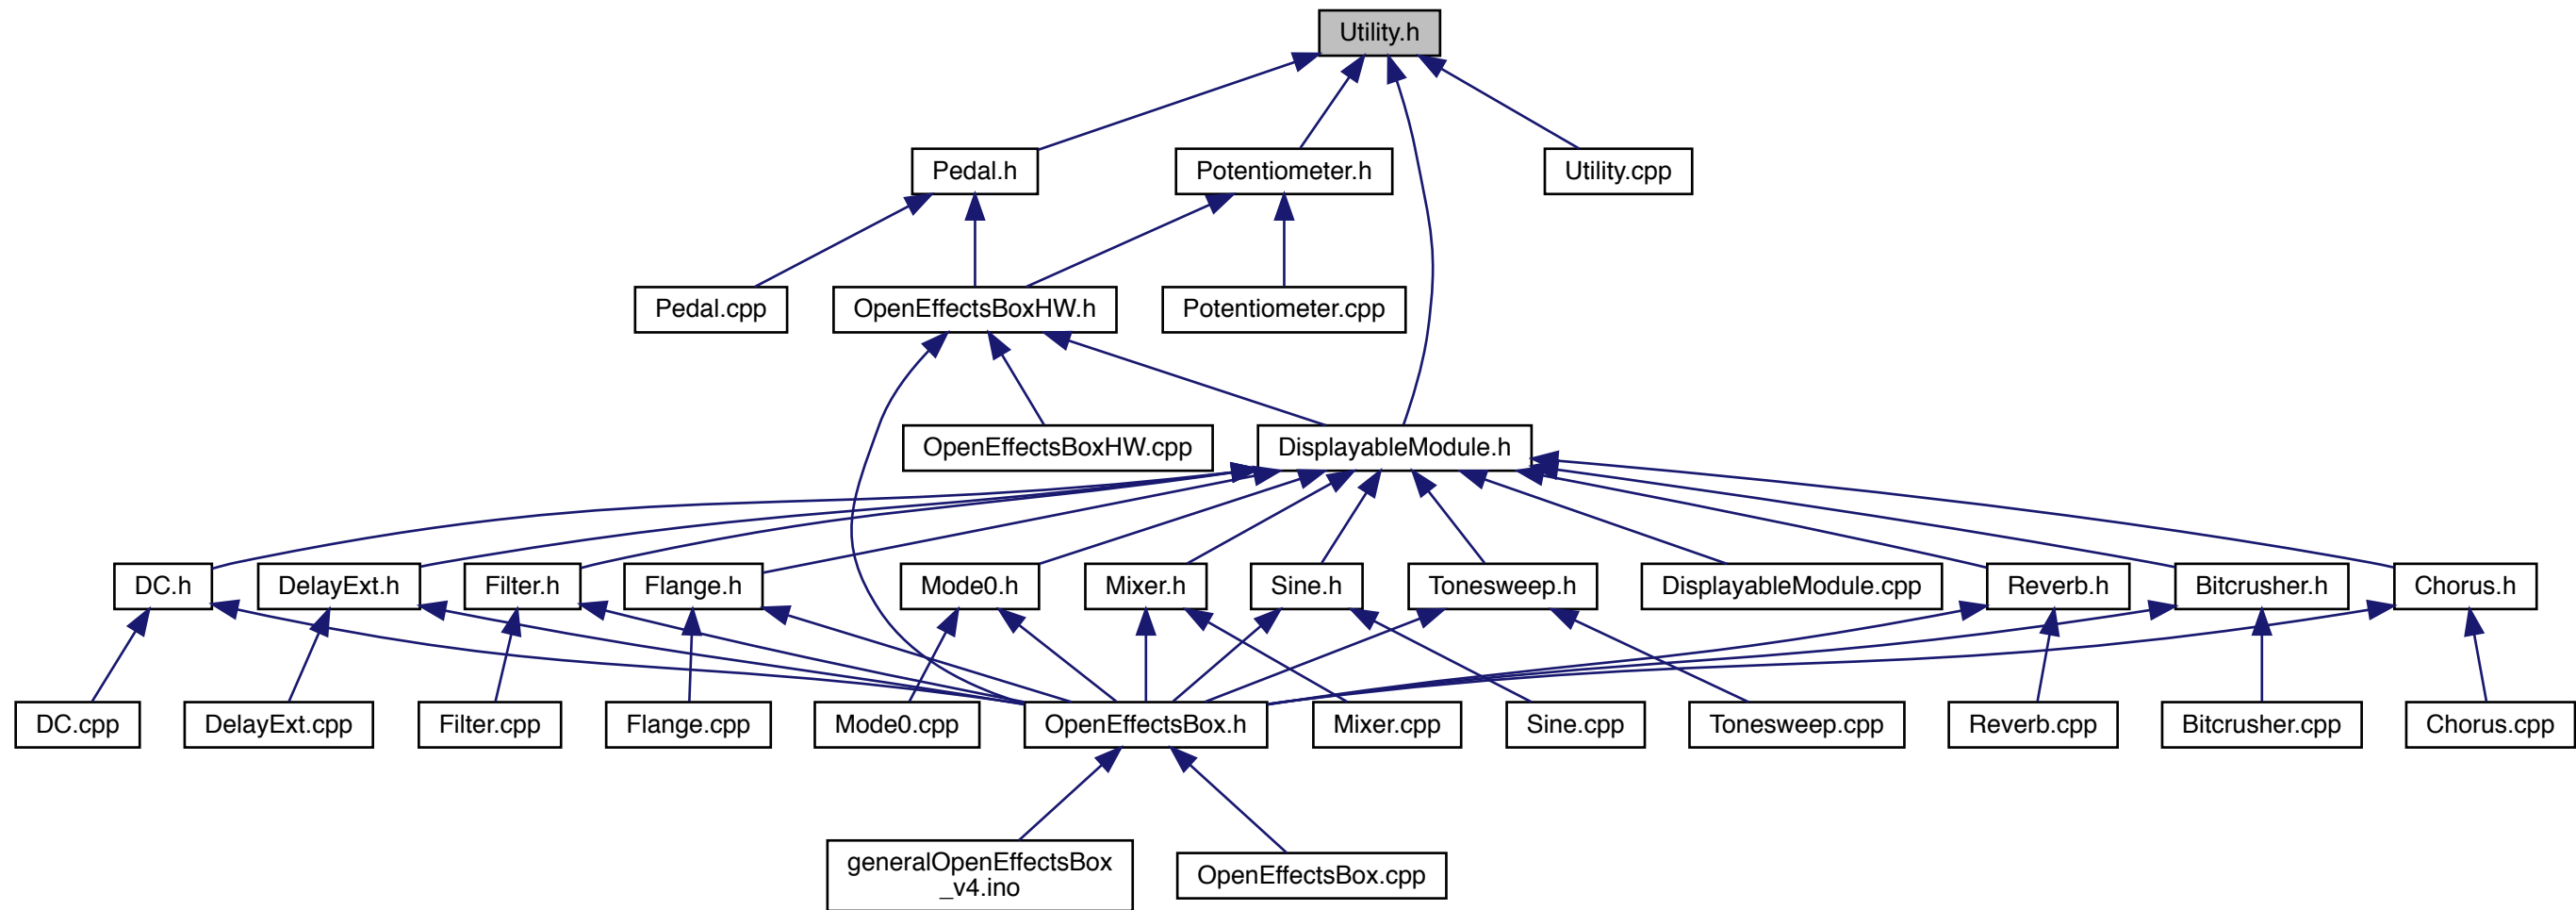 Utility.h
Pedal.h
Potentiometer.h
Utility.cpp
Pedal.cpp
OpenEffectsBoxHW.h
Potentiometer.cpp
OpenEffectsBoxHW.cpp
DisplayableModule.h
DC.h
DelayExt.h
Filter.h
Flange.h
Mode0.h
Mixer.h
Sine.h
Tonesweep.h
DisplayableModule.cpp
Reverb.h
Bitcrusher.h
Chorus.h
DC.cpp
DelayExt.cpp
Filter.cpp
Flange.cpp
Mode0.cpp
OpenEffectsBox.h
Mixer.cpp
Sine.cpp
Tonesweep.cpp
Reverb.cpp
Bitcrusher.cpp
Chorus.cpp
generalOpenEffectsBox
_v4.ino
OpenEffectsBox.cpp